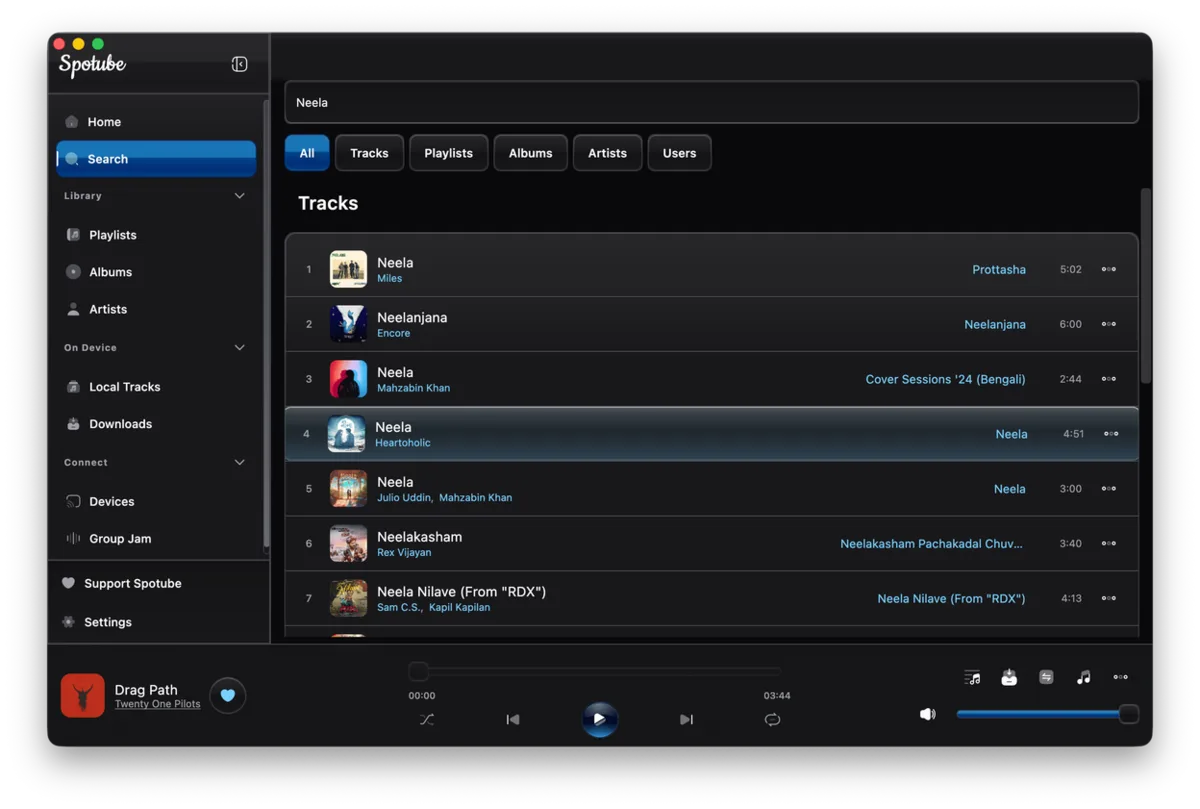 Spotube
Home
Search
Library
Playlists
Albums
Artists
On Device
Local Tracks
Downloads
Connect
Devices
Group Jam
Support Spotube
Settings
Neela
All Tracks Playlists Albums Artists Users
Tracks
1 Neela Prottasha 5:02
Miles
2 Neelanjana Neelanjana 6:00
Encore
3 Neela Cover Sessions '24 (Bengali) 2:44
Mahzabin Khan
4 Neela Neela 4:51
Heartoholic
5 Neela Neela 3:00
Julio Uddin, Mahzabin Khan
6 Neelakasham Neelakasham Pachakadal Chuv... 3:40
Rex Vijayan
7 Neela Nilave (From "RDX") Neela Nilave (From "RDX") 4:13
Sam C.S., Kapil Kapilan
Drag Path
Twenty One Pilots
00:00 03:44